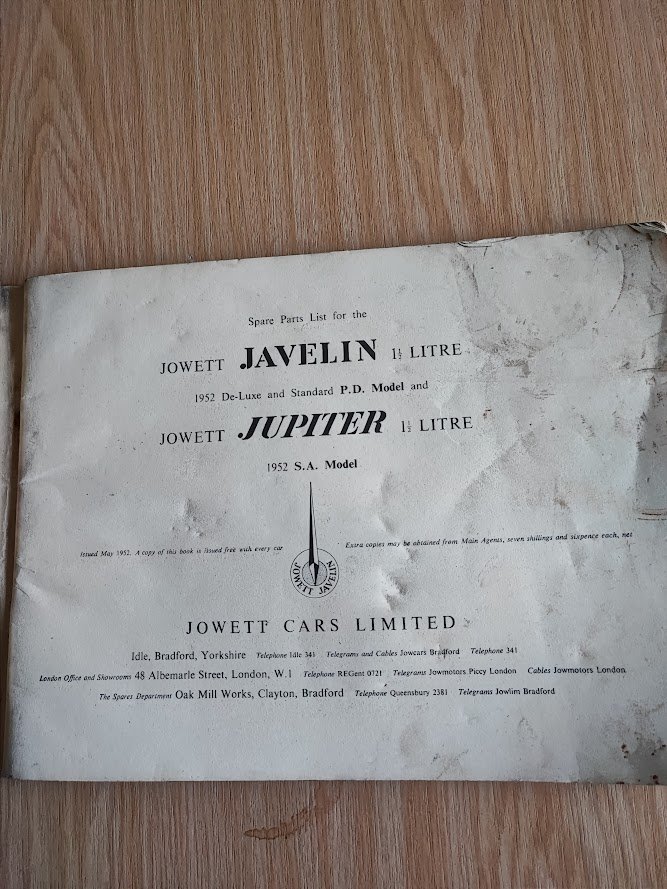 Spare Parts List for the
JOWETT JAVELIN 1½ LITRE
1952 De-Luxe and Standard P.D. Model and
JOWETT JUPITER 1½ LITRE
1952 S.A. Model
Issued May 1952. A copy of this book is issued free with every car
Extra copies may be obtained from Main Agents, seven shillings and sixpence each, net
JOWETT JAVELIN
JOWETT CARS LIMITED
Idle, Bradford, Yorkshire Telephone Idle 341 Telegrams and Cables Jowcars Bradford Telephone 341
London Office and Showrooms 48 Albemarle Street, London, W.1 Telephone REGent 0721 Telegrams Jowmotors Piccy London Cables Jowmotors London
The Spares Department Oak Mill Works, Clayton, Bradford Telephone Queensbury 2381 Telegrams Jowlim Bradford